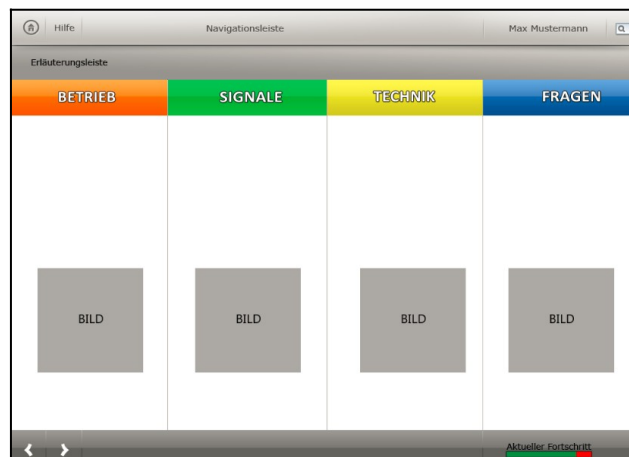 Hilfe Navigationsleiste Max Mustermann
Erläuterungsleiste
BETRIEB SIGNALE TECHNIK FRAGEN
BILD BILD BILD BILD
Aktueller Fortschritt